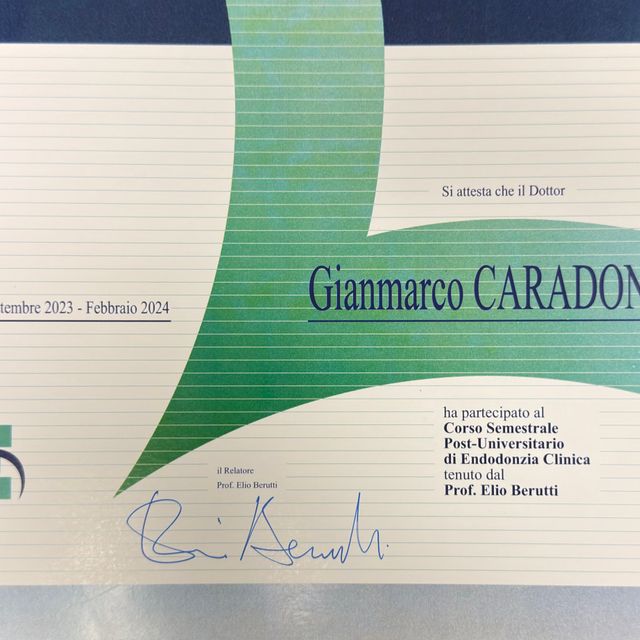 Si attesta che il Dottor
Gianmarco CARADON
tembre 2023 - Febbraio 2024
ha partecipato al
Corso Semestrale
Post-Universitario
di Endodonzia Clinica
tenuto dal
Prof. Elio Berutti
il Relatore
Prof. Elio Berutti